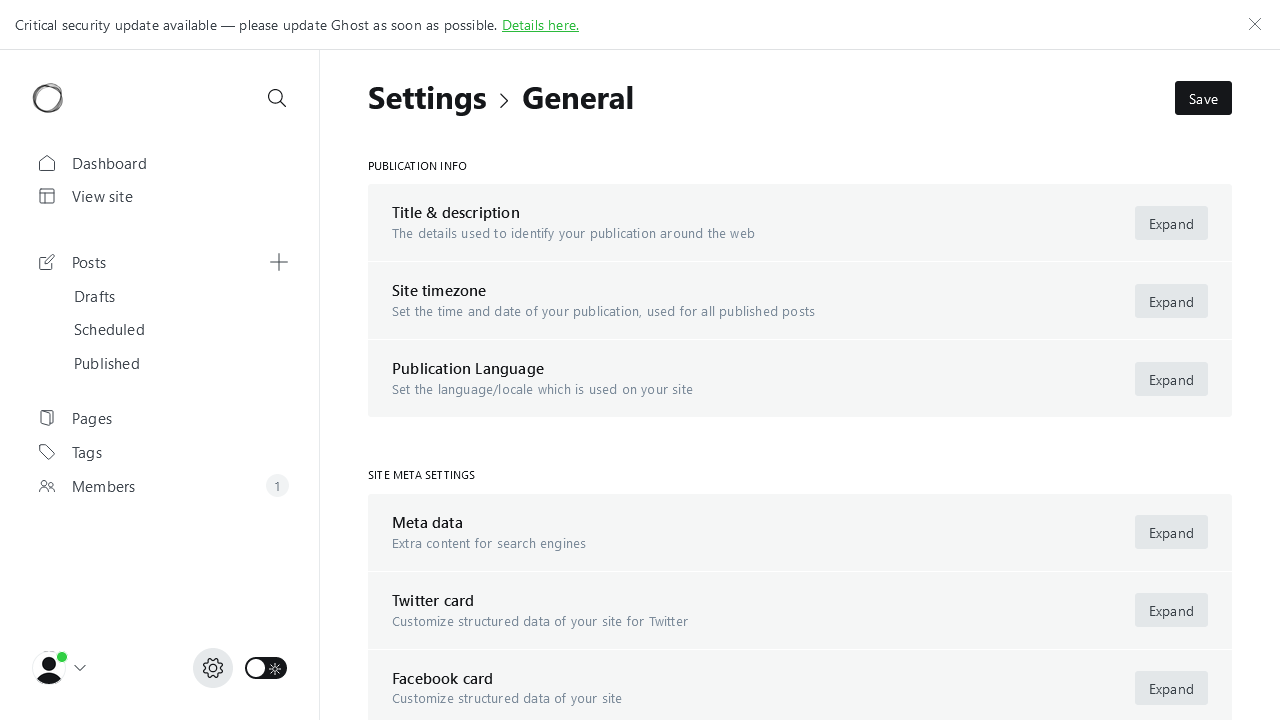 Critical security update available — please update Ghost as soon as possible. Details here.
Dashboard
View site
Posts
Drafts
Scheduled
Published
Pages
Tags
Members 1
Settings > General
Save
PUBLICATION INFO
Title & description
The details used to identify your publication around the web
Expand
Site timezone
Set the time and date of your publication, used for all published posts
Expand
Publication Language
Set the language/locale which is used on your site
Expand
SITE META SETTINGS
Meta data
Extra content for search engines
Expand
Twitter card
Customize structured data of your site for Twitter
Expand
Facebook card
Customize structured data of your site
Expand